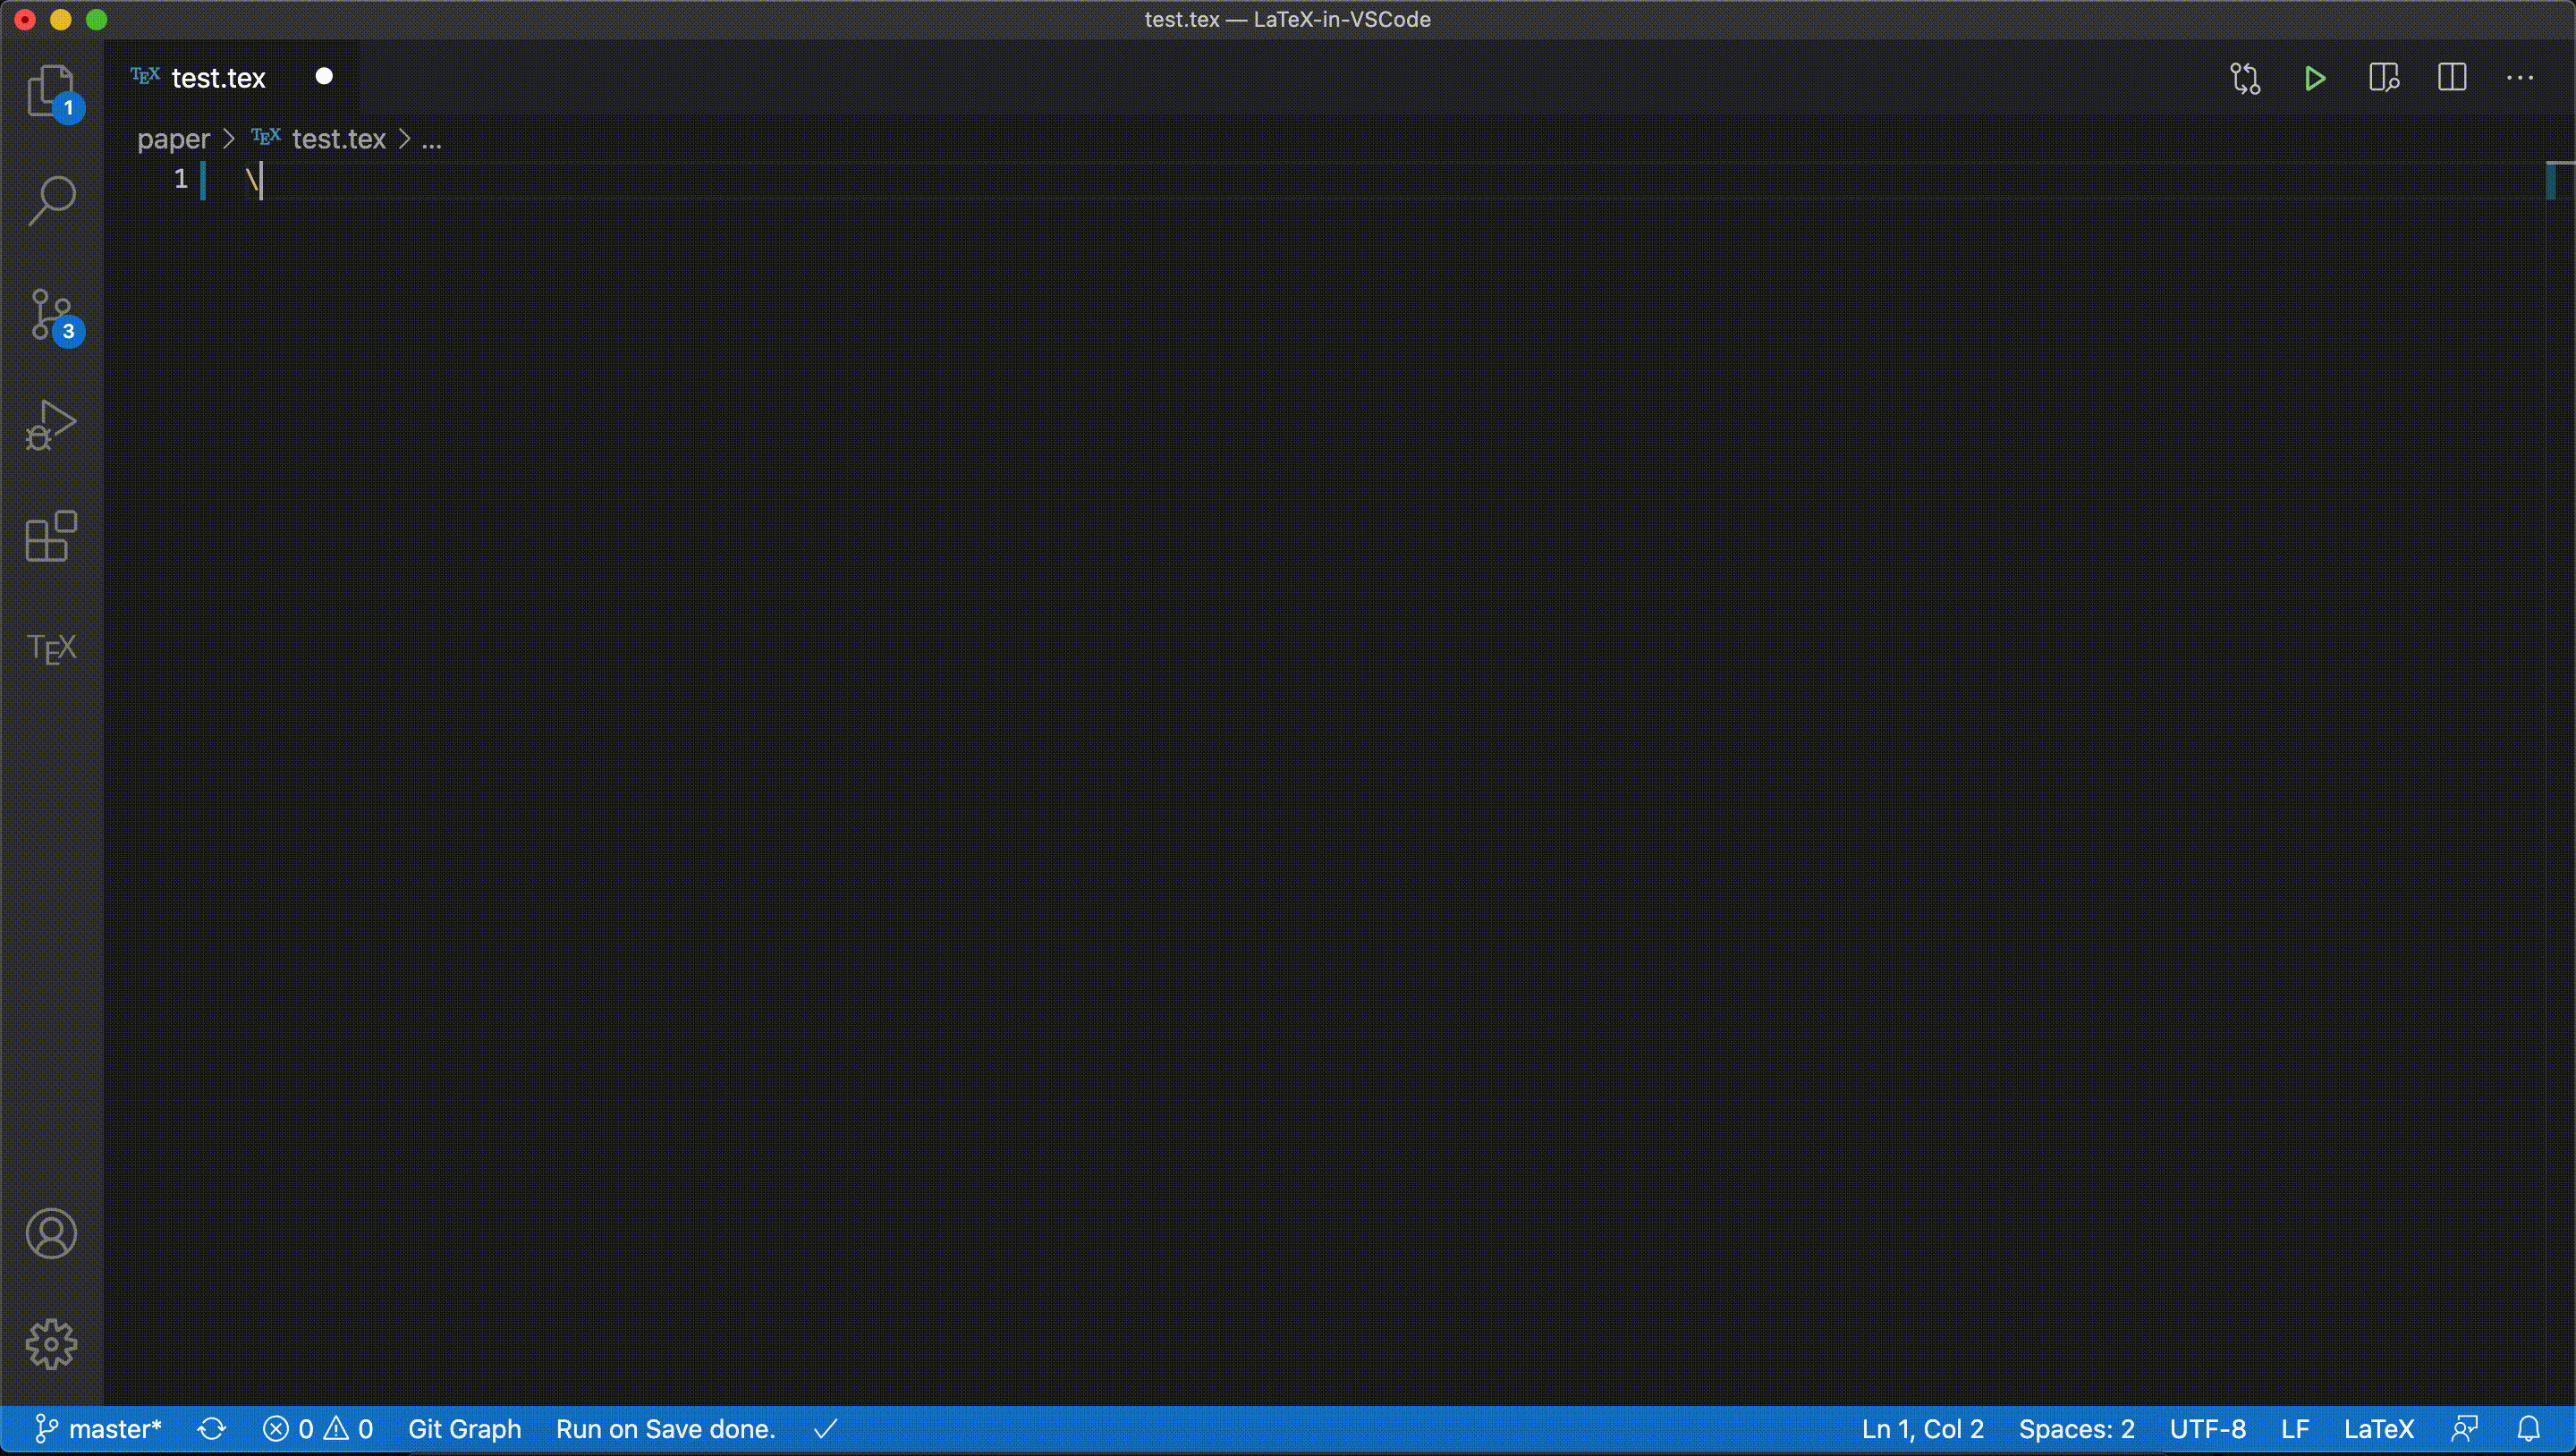 test.tex — LaTeX-in-VSCode
TEX test.tex
1
paper > TEX test.tex > ...
1 \
3
TEX
master* 0 0 Git Graph Run on Save done. Ln 1, Col 2 Spaces: 2 UTF-8 LF LaTeX